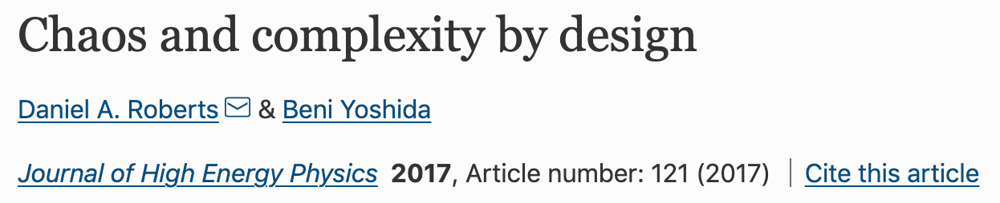 Chaos and complexity by design
Daniel A. Roberts & Beni Yoshida
Journal of High Energy Physics 2017, Article number: 121 (2017) | Cite this article